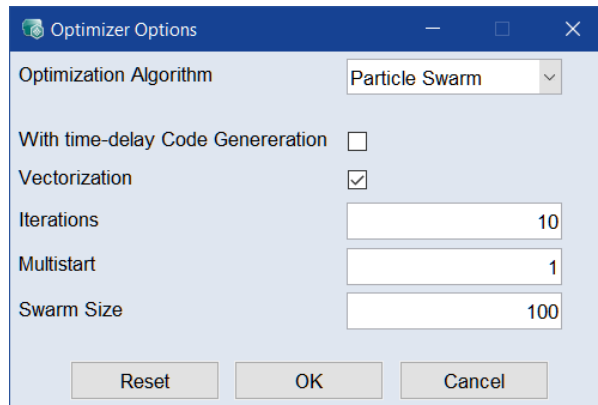 Optimizer Options
Optimization Algorithm Particle Swarm
With time-delay Code Genereration
Vectorization
Iterations 10
Multistart 1
Swarm Size 100
Reset OK Cancel